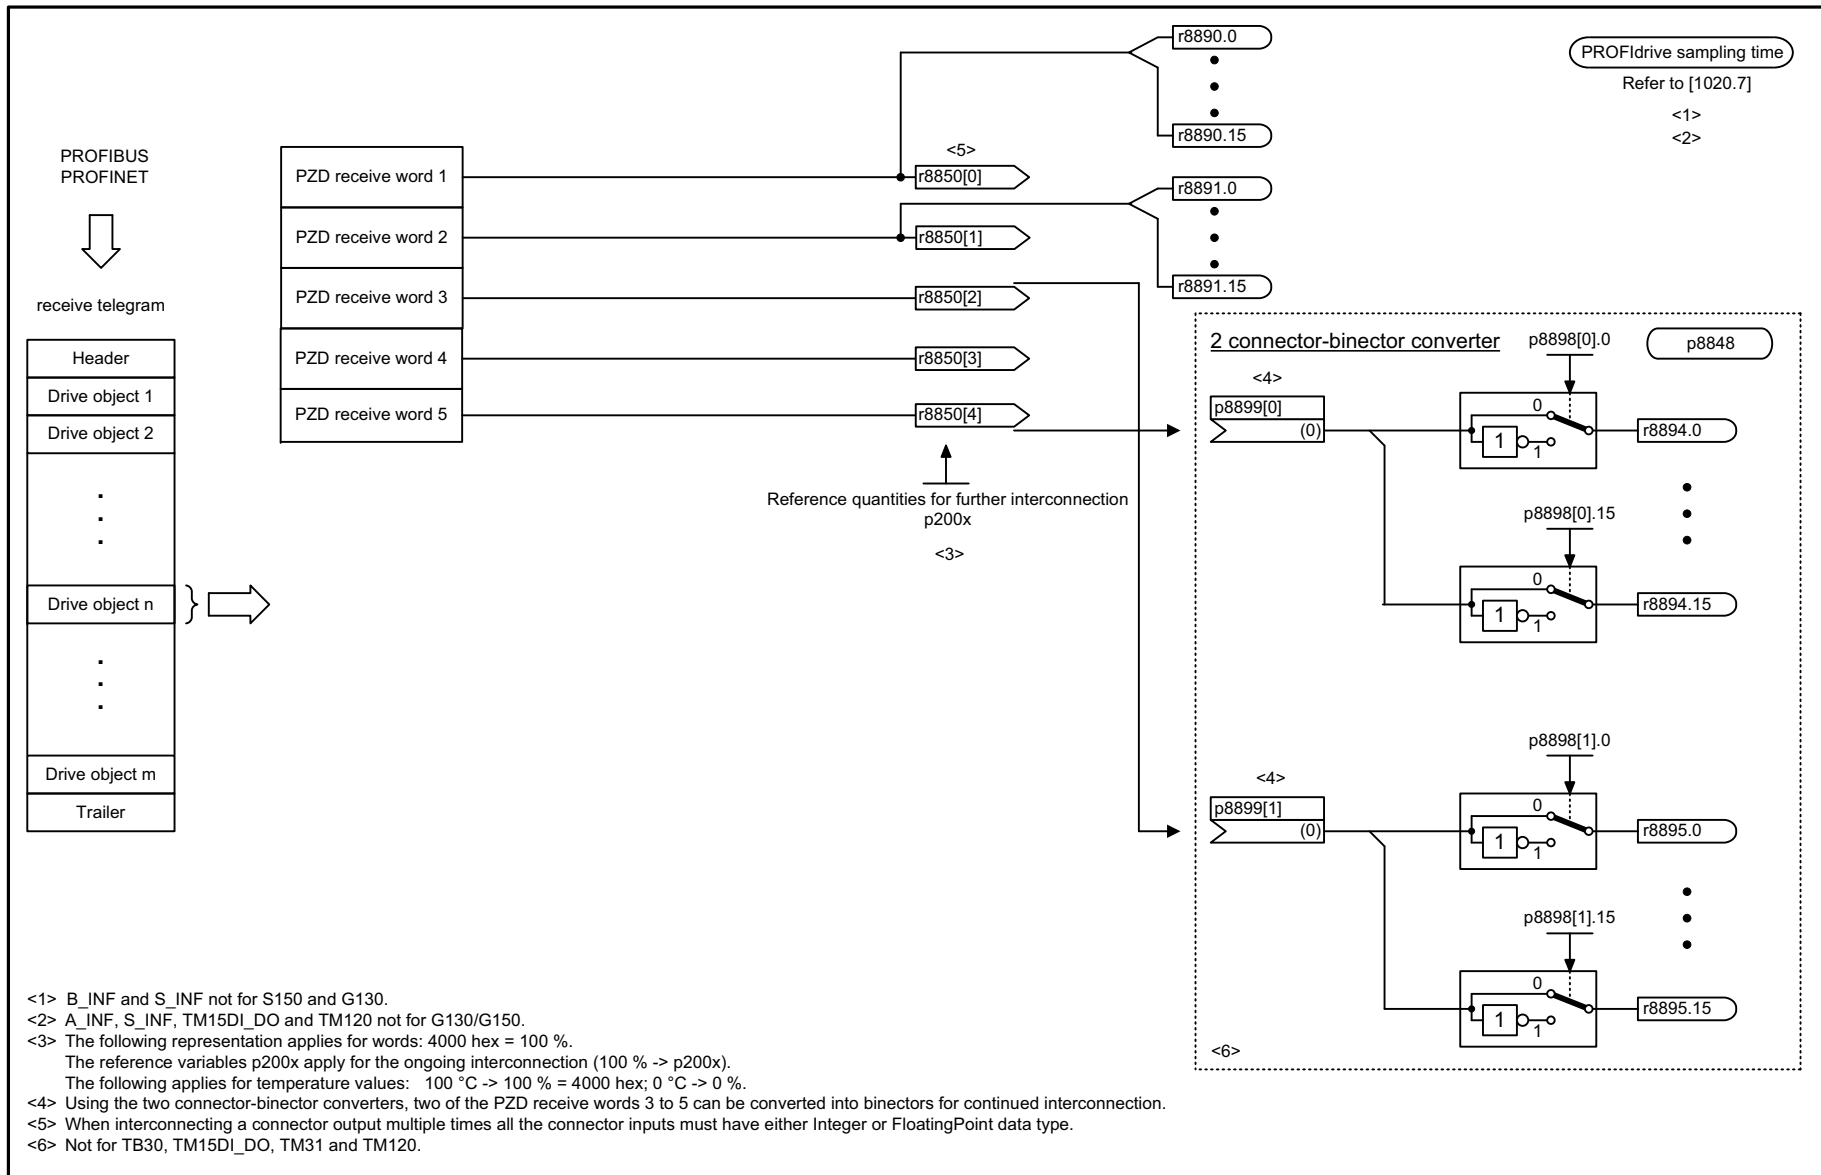 PROFIdrive sampling time
Refer to [1020.7]
<1>
<2>
PROFIBUS
PROFINET
receive telegram
Header
Drive object 1
Drive object 2
Drive object n
Drive object m
Trailer
PZD receive word 1
PZD receive word 2
PZD receive word 3
PZD receive word 4
PZD receive word 5
<5>
r8850[0]
r8850[1]
r8850[2]
r8850[3]
r8850[4]
Reference quantities for further interconnection
p200x
<3>
r8890.0
r8890.15
r8891.0
r8891.15
2 connector-binector converter
p8848
<4>
p8899[0]
(0)
p8898[0].0
0
1
1
r8894.0
p8898[0].15
0
1
1
r8894.15
<4>
p8899[1]
(0)
p8898[1].0
0
1
1
r8895.0
p8898[1].15
0
1
1
r8895.15
<6>
<1> B_INF and S_INF not for S150 and G130.
<2> A_INF, S_INF, TM15DI_DO and TM120 not for G130/G150.
<3> The following representation applies for words: 4000 hex = 100 %.
The reference variables p200x apply for the ongoing interconnection (100 % -> p200x).
The following applies for temperature values: 100 °C -> 100 % = 4000 hex; 0 °C -> 0 %.
<4> Using the two connector-binector converters, two of the PZD receive words 3 to 5 can be converted into binectors for continued interconnection.
<5> When interconnecting a connector output multiple times all the connector inputs must have either Integer or FloatingPoint data type.
<6> Not for TB30, TM15DI_DO, TM31 and TM120.